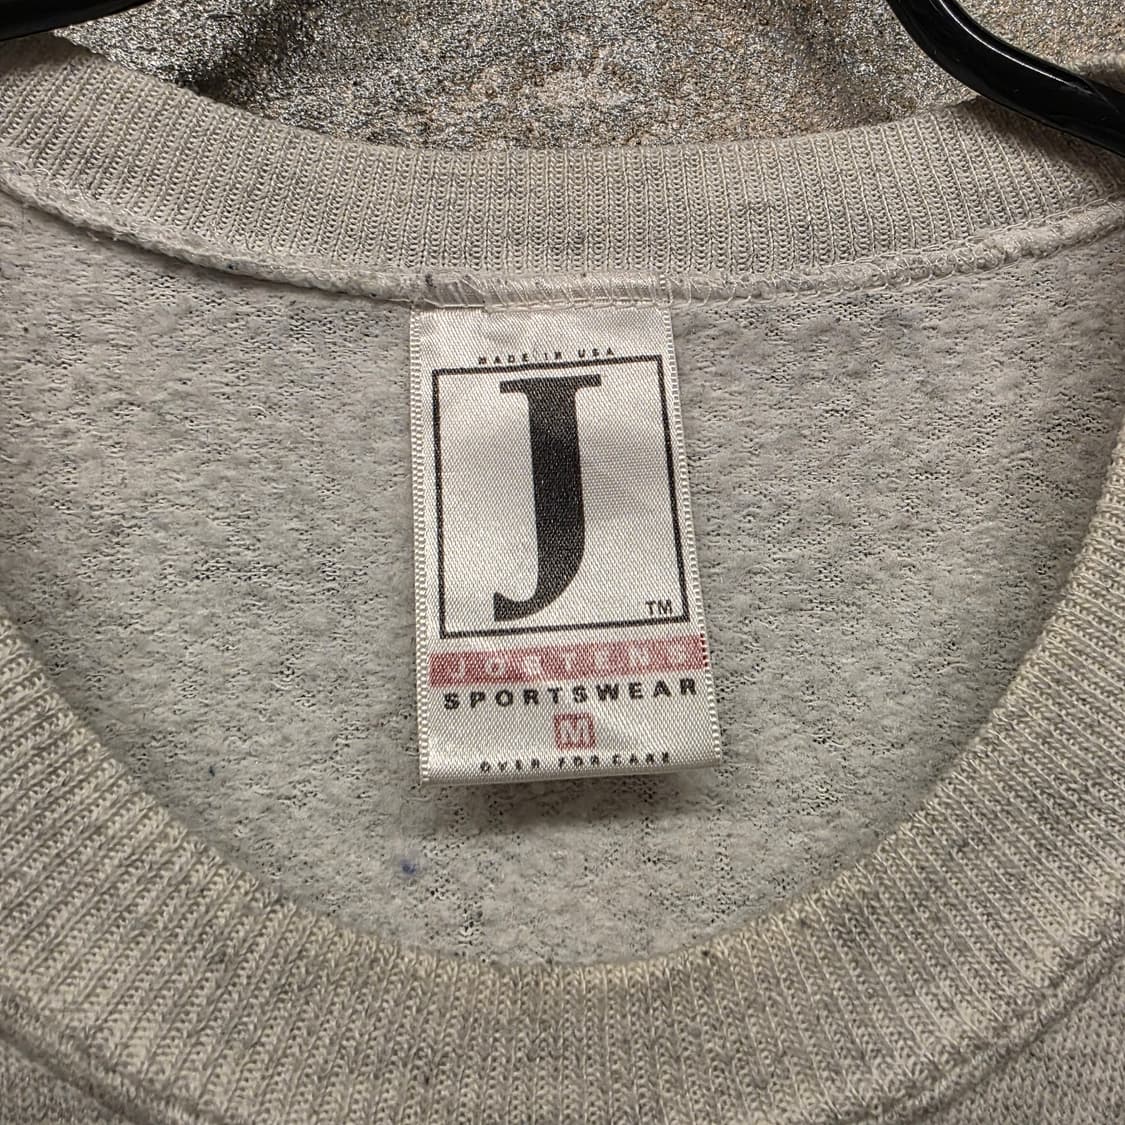 MADE IN USA
J
TM
JOSTENS
SPORTSWEAR
M
OVER FOR CARE